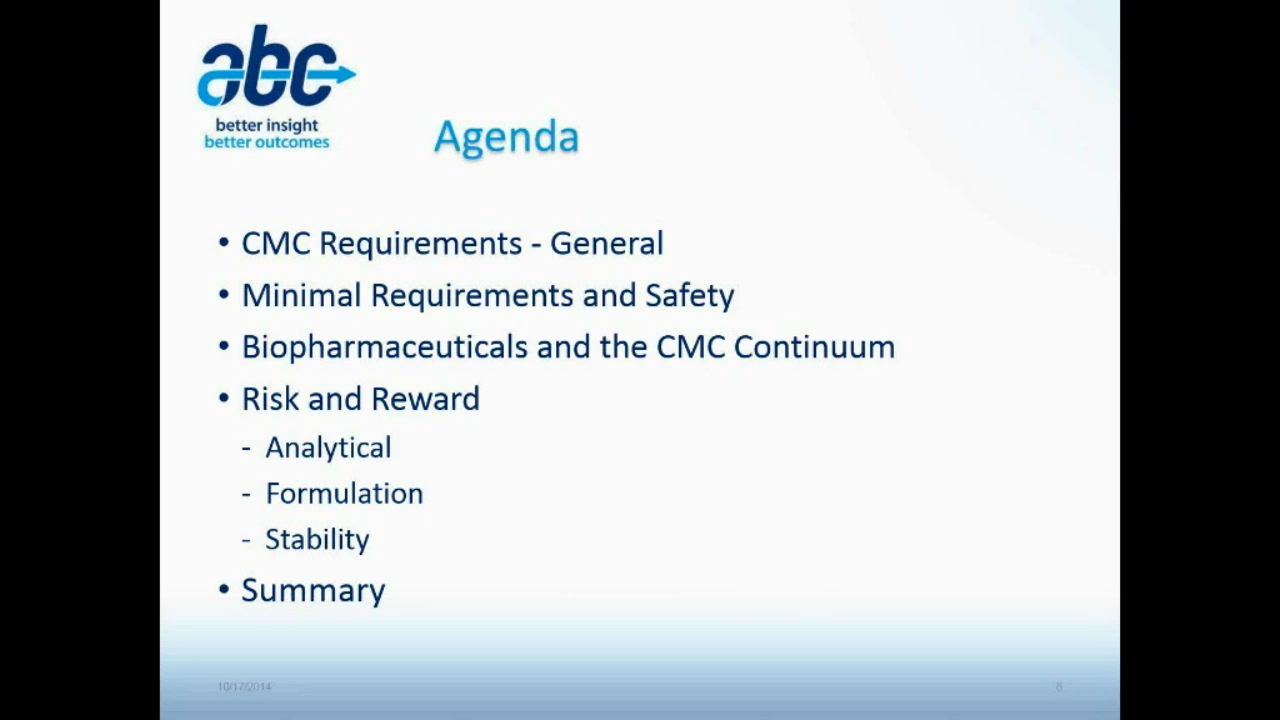 abc
better insight
better outcomes
Agenda
• CMC Requirements - General
• Minimal Requirements and Safety
• Biopharmaceuticals and the CMC Continuum
• Risk and Reward
- Analytical
- Formulation
- Stability
• Summary
10/17/2014